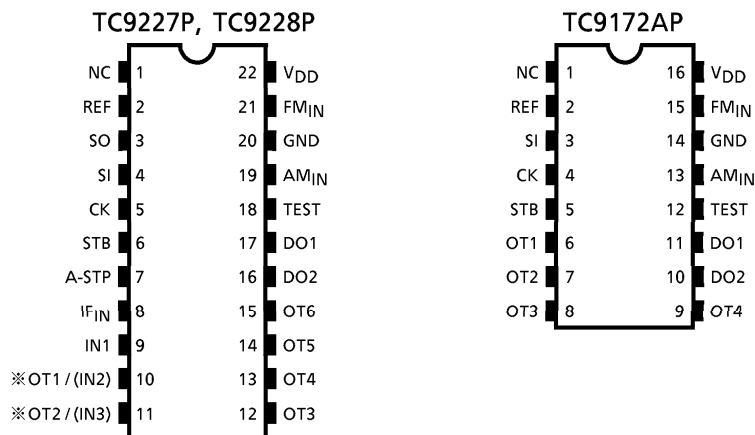 TC9227P, TC9228P
NC 1 22 VDD
REF 2 21 FMIN
SO 3 20 GND
SI 4 19 AMIN
CK 5 18 TEST
STB 6 17 DO1
A-STP 7 16 DO2
IFIN 8 15 OT6
IN1 9 14 OT5
※OT1/(IN2) 10 13 OT4
※OT2/(IN3) 11 12 OT3
TC9172AP
NC 1 16 VDD
REF 2 15 FMIN
SI 3 14 GND
CK 4 13 AMIN
STB 5 12 TEST
OT1 6 11 DO1
OT2 7 10 DO2
OT3 8 9 OT4